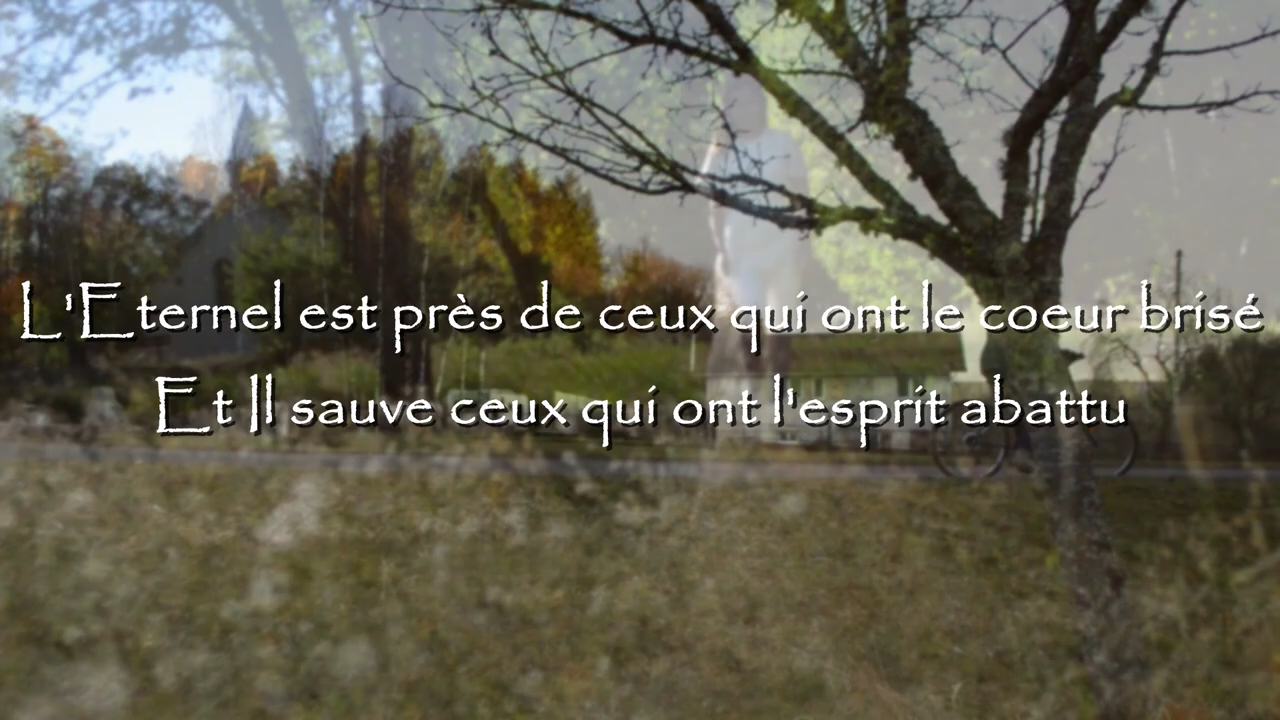 L'Eternel est près de ceux qui ont le coeur brisé
Et Il sauve ceux qui ont l'esprit abattu